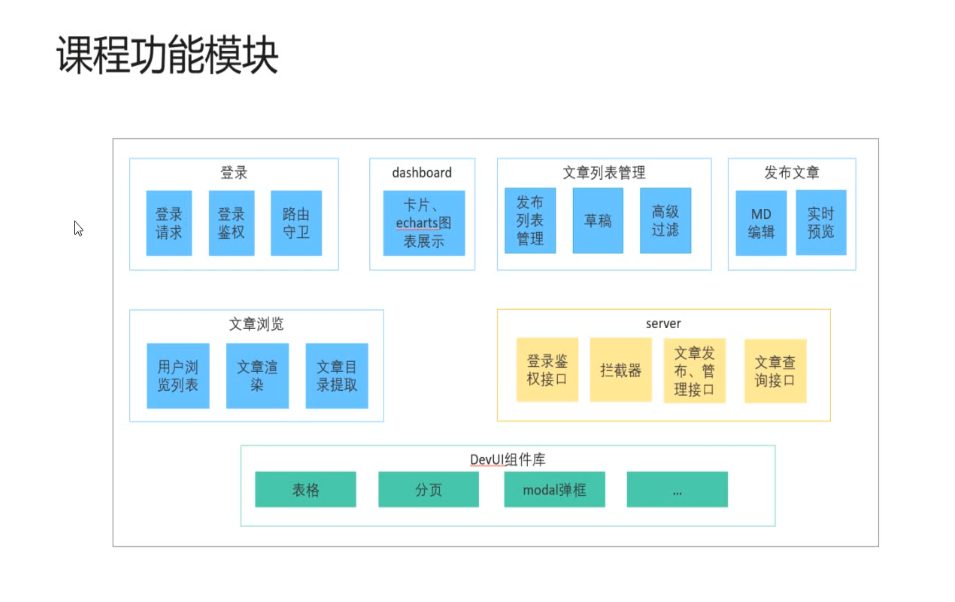 课程功能模块
登录
登录
请求
登录
鉴权
路由
守卫
dashboard
卡片、
echarts图
表展示
文章列表管理
发布
列表
管理
草稿
高级
过滤
发布文章
MD
编辑
实时
预览
文章浏览
用户浏
览列表
文章渲
染
文章目
录提取
server
登录鉴
权接口
拦截器
文章发
布、管
理接口
文章查
询接口
DevUI组件库
表格
分页
modal弹框
...